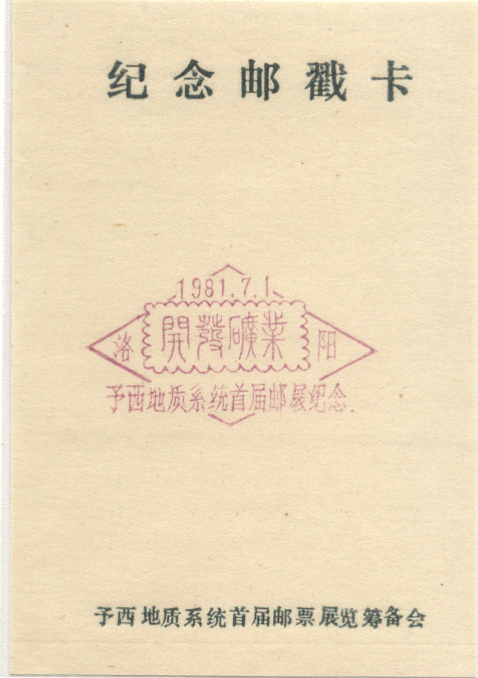 纪念邮戳卡
1981.7.1
洛 開發礦業 阳
予西地质系统首届邮展纪念
予西地质系统首届邮票展览筹备会